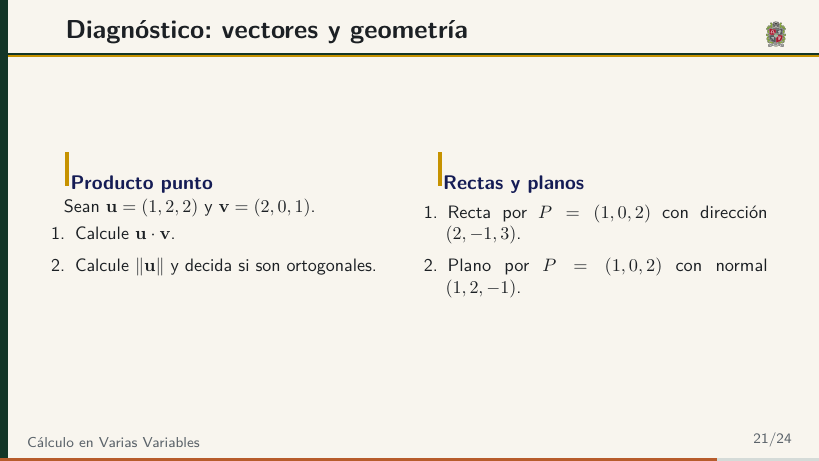 Diagnóstico: vectores y geometría
Producto punto
Sean u = (1, 2, 2) y v = (2, 0, 1).
1. Calcule u · v.
2. Calcule ‖u‖ y decida si son ortogonales.
Rectas y planos
1. Recta por P = (1, 0, 2) con dirección
(2, −1, 3).
2. Plano por P = (1, 0, 2) con normal
(1, 2, −1).
Cálculo en Varias Variables
21/24